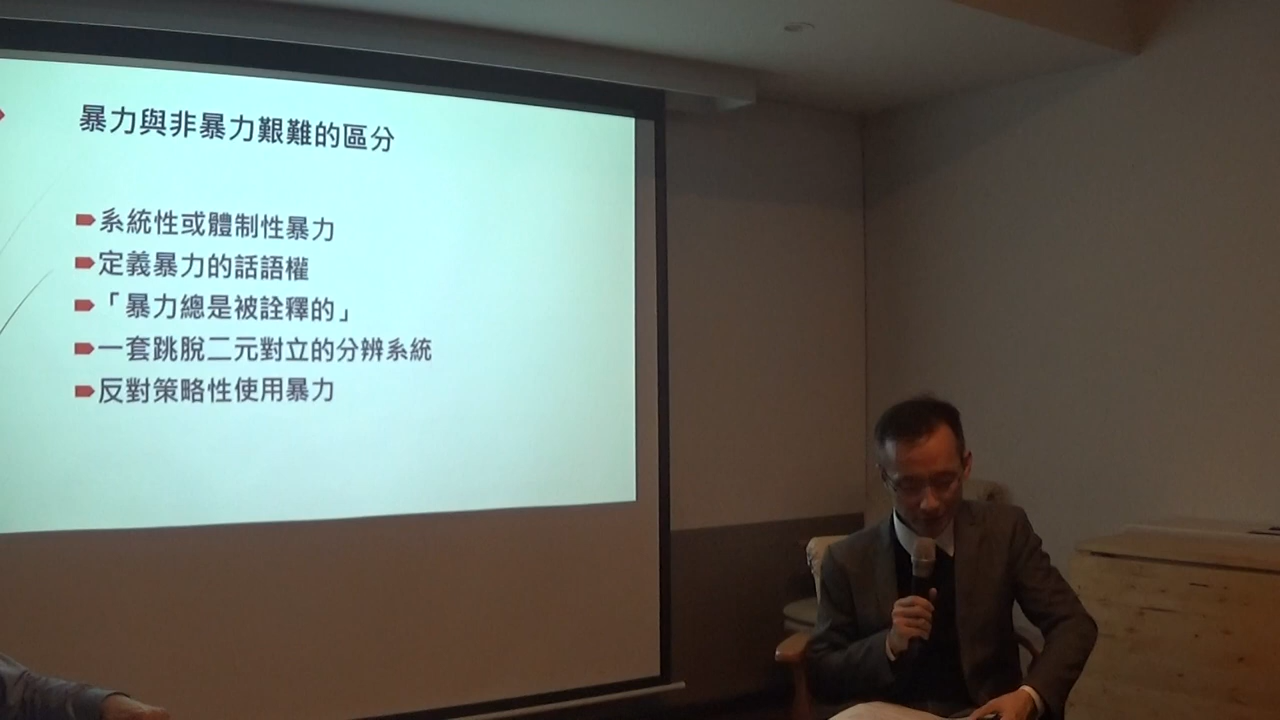 暴力與非暴力艱難的區分
系統性或體制性暴力
定義暴力的話語權
「暴力總是被詮釋的」
一套跳脫二元對立的分辨系統
反對策略性使用暴力